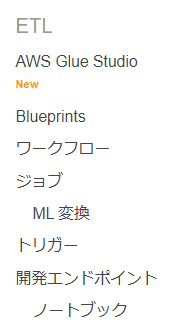 ETL
AWS Glue Studio
New
Blueprints
ワークフロー
ジョブ
ML 変換
トリガー
開発エンドポイント
ノートブック